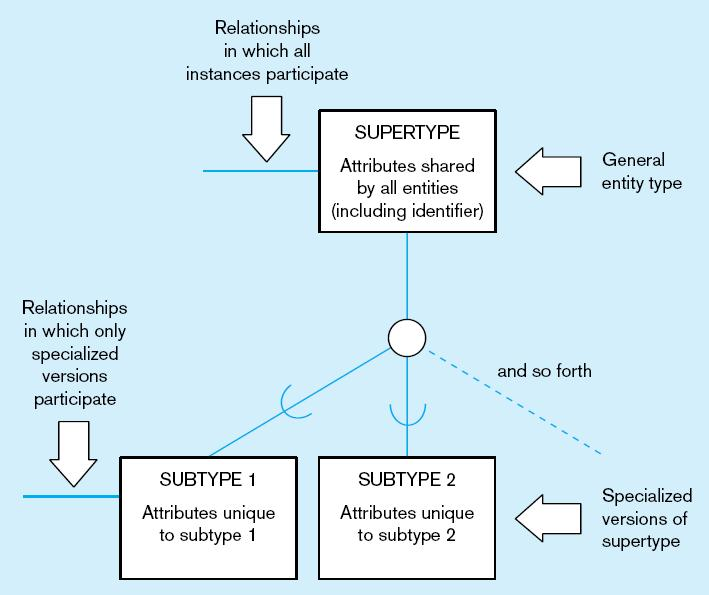 Relationships
in which all
instances participate
SUPERTYPE
Attributes shared
by all entities
(including identifier)
General
entity type
Relationships
in which only
specialized
versions
participate
and so forth
SUBTYPE 1
Attributes unique
to subtype 1
SUBTYPE 2
Attributes unique
to subtype 2
Specialized
versions of
supertype